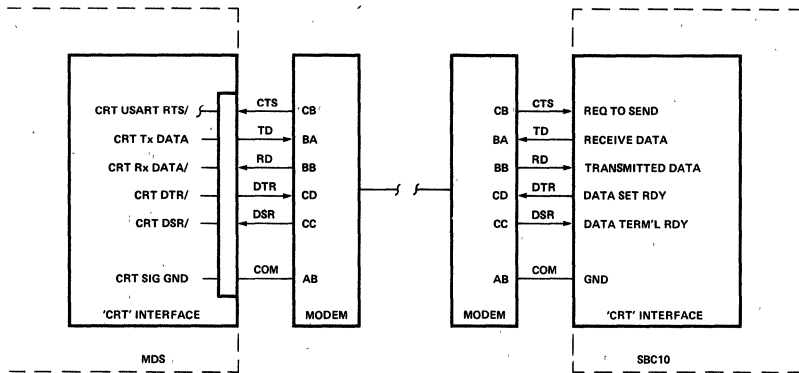 CRT USART RTS/ CTS CB CB CTS REQ TO SEND
CRT Tx DATA TD BA BA TD RECEIVE DATA
CRT Rx DATA/ RD BB BB RD TRANSMITTED DATA
CRT DTR/ DTR CD CD DTR DATA SET RDY
CRT DSR/ DSR CC CC DSR DATA TERM'L RDY
CRT SIG GND COM AB AB COM GND
'CRT' INTERFACE MODEM MODEM 'CRT' INTERFACE
MDS SBC10